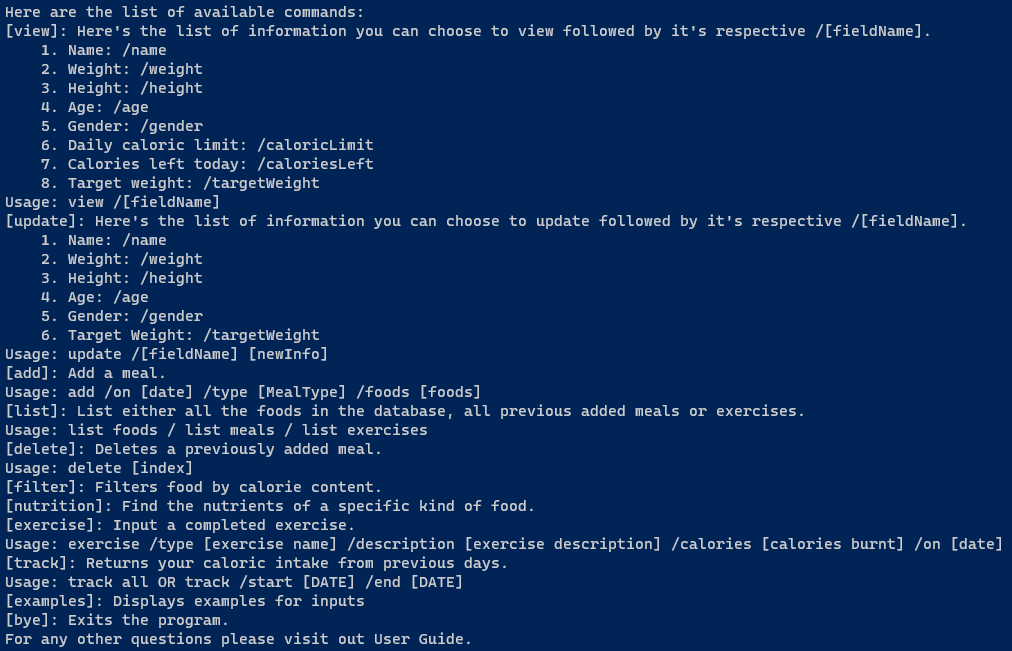 Here are the list of available commands:
[view]: Here's the list of information you can choose to view followed by it's respective /[fieldName].
    1. Name: /name
    2. Weight: /weight
    3. Height: /height
    4. Age: /age
    5. Gender: /gender
    6. Daily caloric limit: /caloricLimit
    7. Calories left today: /caloriesLeft
    8. Target weight: /targetWeight
Usage: view /[fieldName]
[update]: Here's the list of information you can choose to update followed by it's respective /[fieldName].
    1. Name: /name
    2. Weight: /weight
    3. Height: /height
    4. Age: /age
    5. Gender: /gender
    6. Target Weight: /targetWeight
Usage: update /[fieldName] [newInfo]
[add]: Add a meal.
Usage: add /on [date] /type [MealType] /foods [foods]
[list]: List either all the foods in the database, all previous added meals or exercises.
Usage: list foods / list meals / list exercises
[delete]: Deletes a previously added meal.
Usage: delete [index]
[filter]: Filters food by calorie content.
[nutrition]: Find the nutrients of a specific kind of food.
[exercise]: Input a completed exercise.
Usage: exercise /type [exercise name] /description [exercise description] /calories [calories burnt] /on [date]
[track]: Returns your caloric intake from previous days.
Usage: track all OR track /start [DATE] /end [DATE]
[examples]: Displays examples for inputs
[bye]: Exits the program.
For any other questions please visit out User Guide.